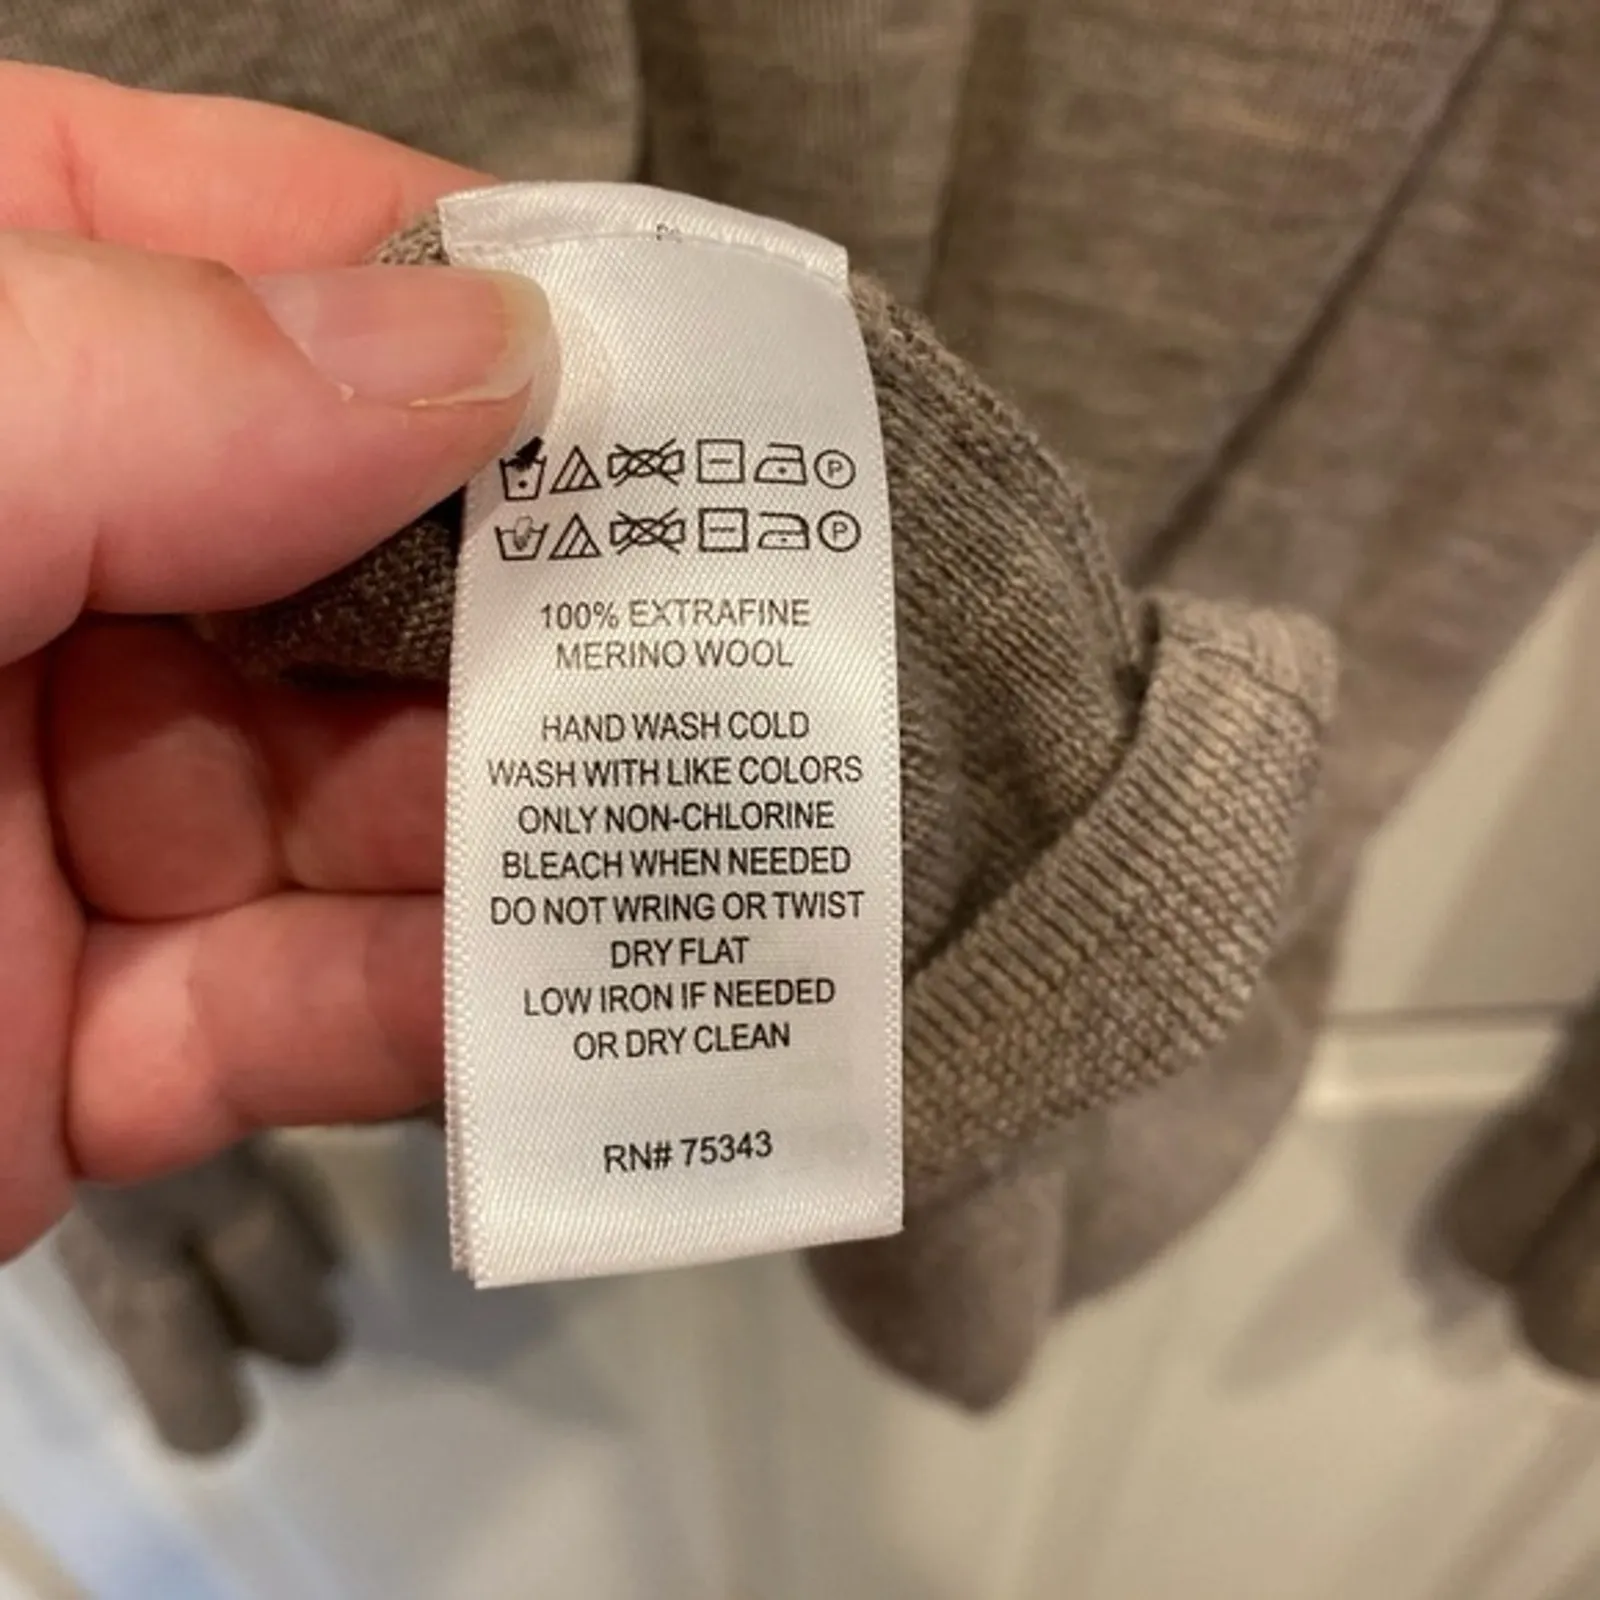 P
P
100% EXTRAFINE
MERINO WOOL
HAND WASH COLD
WASH WITH LIKE COLORS
ONLY NON-CHLORINE
BLEACH WHEN NEEDED
DO NOT WRING OR TWIST
DRY FLAT
LOW IRON IF NEEDED
OR DRY CLEAN
RN# 75343